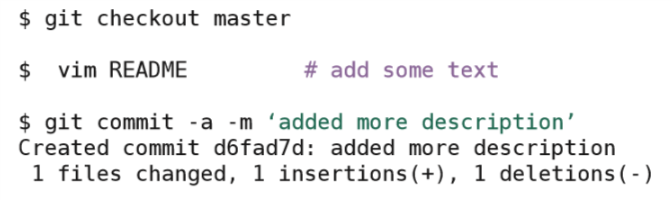 $ git checkout master
$  vim README         # add some text
$ git commit -a -m ‘added more description’
Created commit d6fad7d: added more description
 1 files changed, 1 insertions(+), 1 deletions(-)